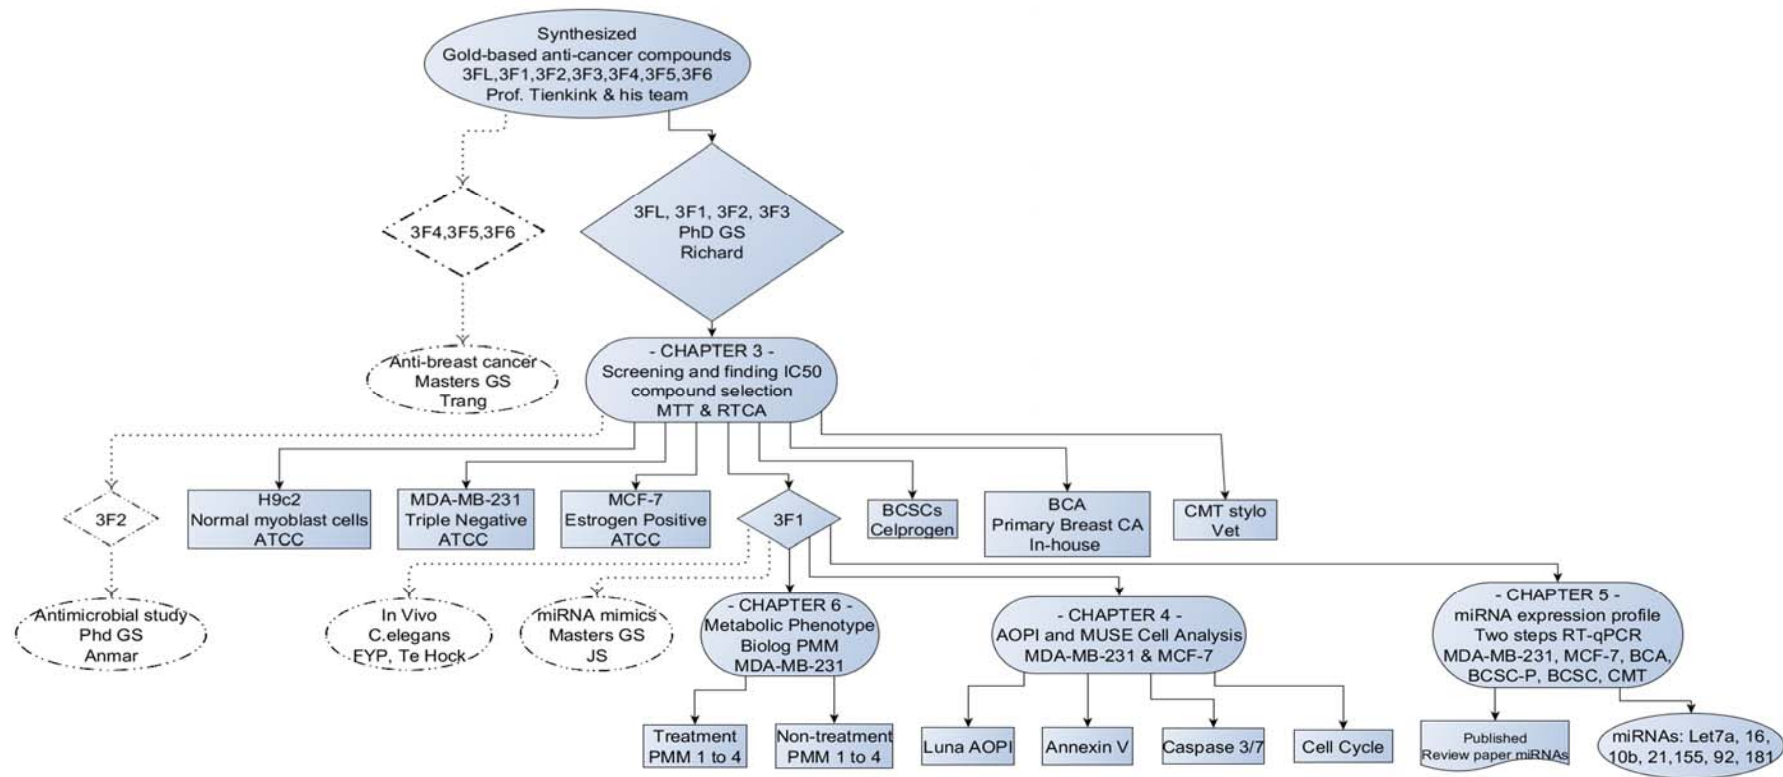 Synthesized
Gold-based anti-cancer compounds
3FL,3F1,3F2,3F3,3F4,3F5,3F6
Prof. Tienkink & his team
3F4,3F5,3F6
3FL, 3F1, 3F2, 3F3
PhD GS
Richard
Anti-breast cancer
Masters GS
Trang
- CHAPTER 3 -
Screening and finding IC50
compound selection
MTT & RTCA
3F2
H9c2
Normal myoblast cells
ATCC
MDA-MB-231
Triple Negative
ATCC
MCF-7
Estrogen Positive
ATCC
3F1
BCSCs
Celprogen
BCA
Primary Breast CA
In-house
CMT stylo
Vet
Antimicrobial study
Phd GS
Anmar
In Vivo
C.elegans
FYP, Te Hock
miRNA mimics
Masters GS
JS
- CHAPTER 6 -
Metabolic Phenotype
Biolog PMM
MDA-MB-231
- CHAPTER 4 -
AOPI and MUSE Cell Analysis
MDA-MB-231 & MCF-7
- CHAPTER 5 -
miRNA expression profile
Two steps RT-qPCR
MDA-MB-231, MCF-7, BCA,
BCSC-P, BCSC, CMT
Treatment
PMM 1 to 4
Non-treatment
PMM 1 to 4
Luna AOPI
Annexin V
Caspase 3/7
Cell Cycle
Published
Review paper miRNAs
miRNAs: Let7a, 16,
10b, 21,155, 92, 181